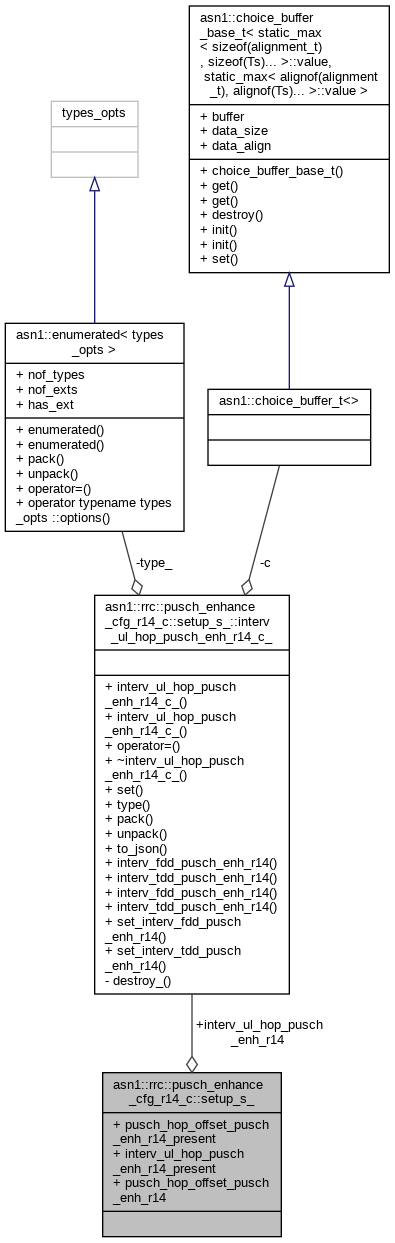 asn1::choice_buffer
_base_t< static_max
< sizeof(alignment_t)
, sizeof(Ts)... >::value,
static_max< alignof(alignment
_t), alignof(Ts)... >::value >
+ buffer
+ data_size
+ data_align
+ choice_buffer_base_t()
+ get()
+ get()
+ destroy()
+ init()
+ init()
+ set()
types_opts
asn1::enumerated< types
_opts >
+ nof_types
+ nof_exts
+ has_ext
+ enumerated()
+ enumerated()
+ pack()
+ unpack()
+ operator=()
+ operator typename types
_opts ::options()
asn1::choice_buffer_t<>
-type_
-c
asn1::rrc::pusch_enhance
_cfg_r14_c::setup_s_::interv
_ul_hop_pusch_enh_r14_c_
+ interv_ul_hop_pusch
_enh_r14_c_()
+ interv_ul_hop_pusch
_enh_r14_c_()
+ operator=()
+ ~interv_ul_hop_pusch
_enh_r14_c_()
+ set()
+ type()
+ pack()
+ unpack()
+ to_json()
+ interv_fdd_pusch_enh_r14()
+ interv_tdd_pusch_enh_r14()
+ interv_fdd_pusch_enh_r14()
+ interv_tdd_pusch_enh_r14()
+ set_interv_fdd_pusch
_enh_r14()
+ set_interv_tdd_pusch
_enh_r14()
- destroy_()
+interv_ul_hop_pusch
_enh_r14
asn1::rrc::pusch_enhance
_cfg_r14_c::setup_s_
+ pusch_hop_offset_pusch
_enh_r14_present
+ interv_ul_hop_pusch
_enh_r14_present
+ pusch_hop_offset_pusch
_enh_r14